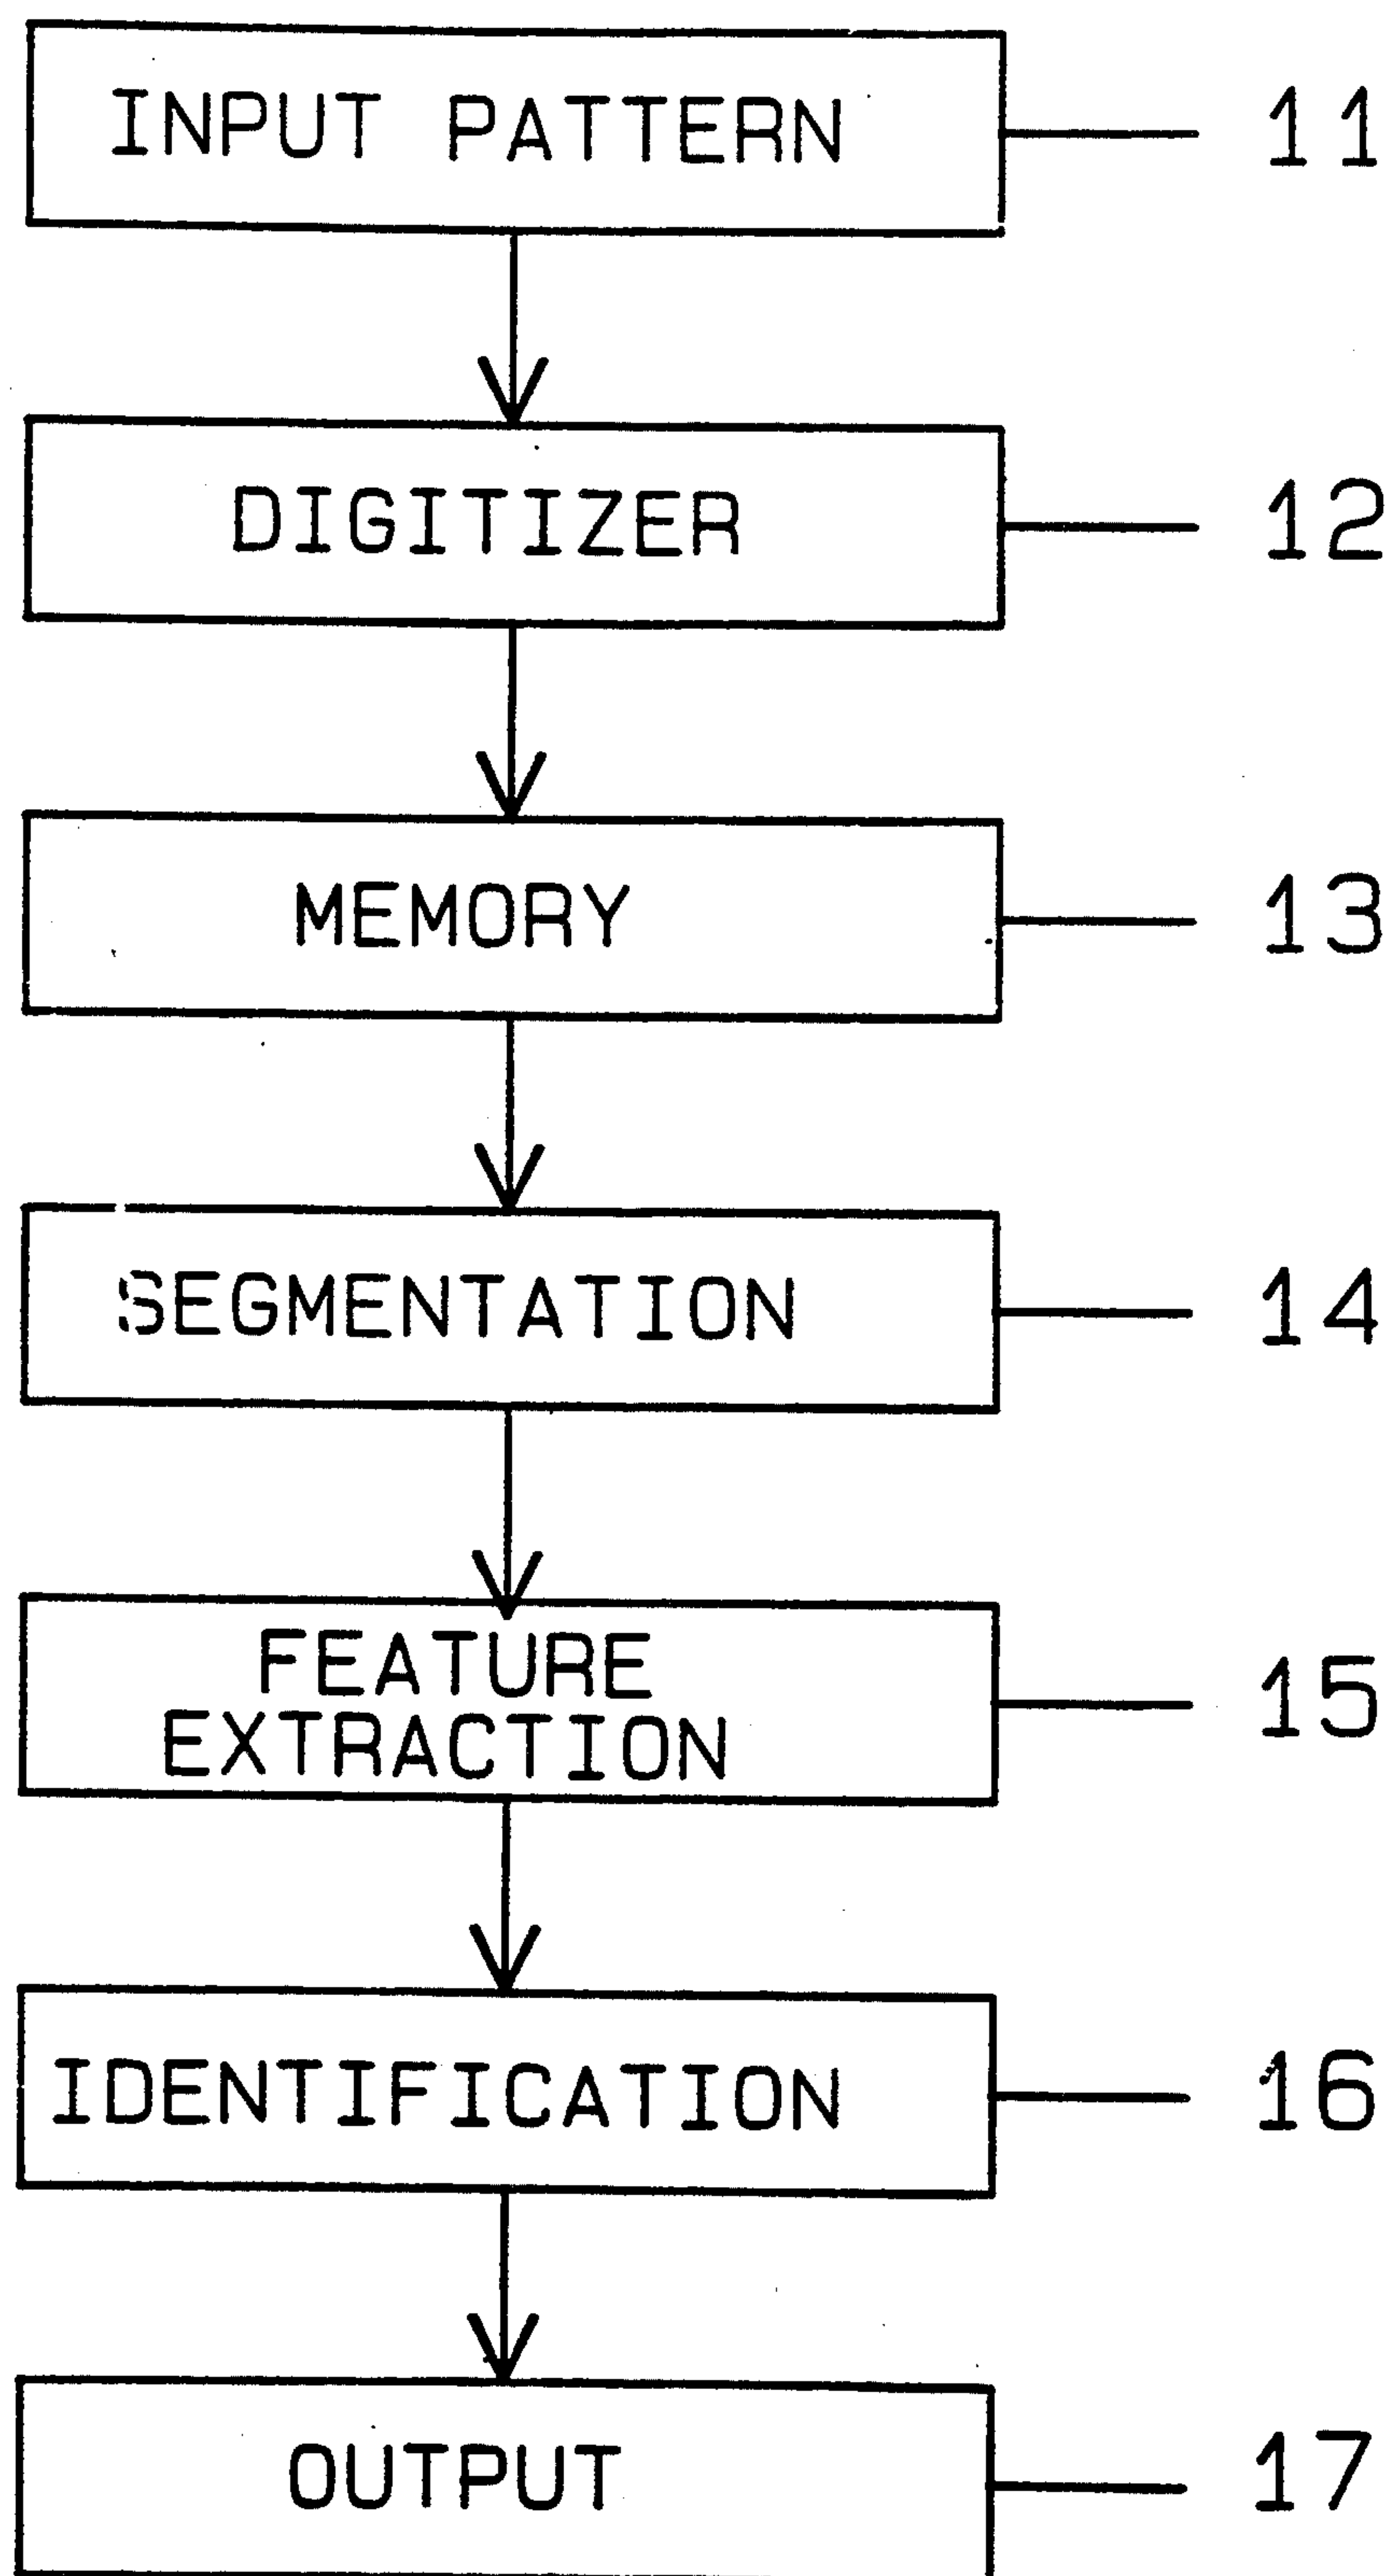 INPUT PATTERN 11
DIGITIZER 12
MEMORY 13
SEGMENTATION 14
FEATURE
EXTRACTION 15
IDENTIFICATION 16
OUTPUT 17